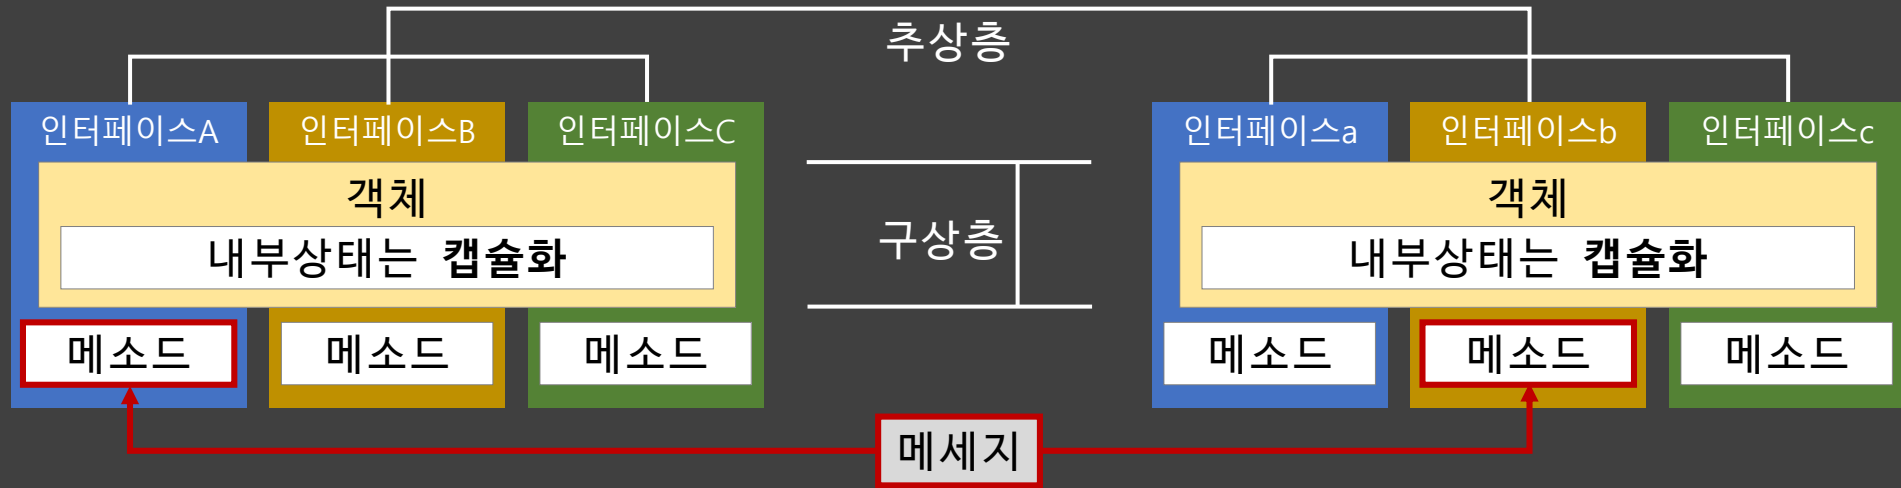 추상층
인터페이스A
인터페이스B
인터페이스C
인터페이스a
인터페이스b
인터페이스c
객체
내부상태는 캡슐화
구상층
객체
내부상태는 캡슐화
메소드
메소드
메소드
메소드
메소드
메소드
메세지